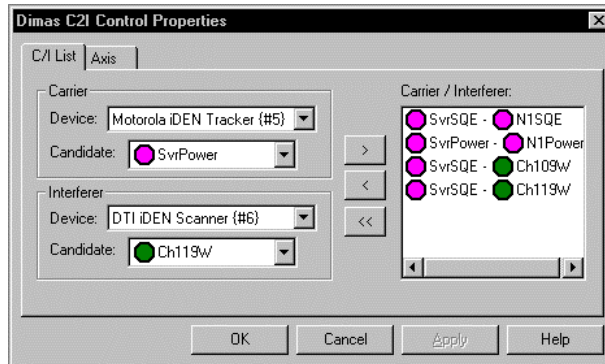 Dimas C2I Control Properties
C/I List
Axis
Carrier
Device:
Motorola iDEN Tracker {#5}
Candidate:
SvrPower
Interferer
Device:
DTI iDEN Scanner {#6}
Candidate:
Ch119W
>
<
<<
Carrier / Interferer:
SvrSQE - N1SQE
SvrPower - N1Power
SvrSQE - Ch109W
SvrSQE - Ch119W
OK
Cancel
Apply
Help